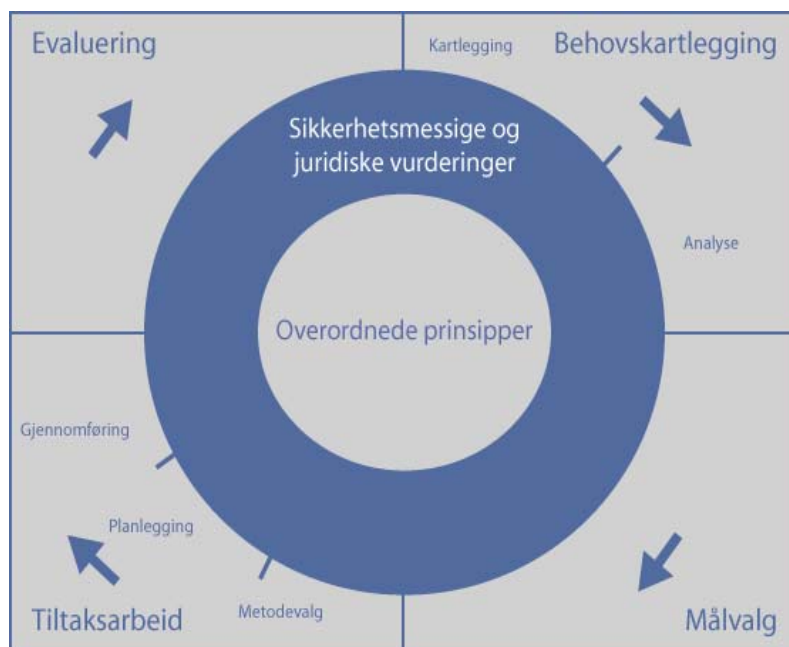 Evaluering
Kartlegging
Behovskartlegging
Sikkerhetsmessige og
juridiske vurderinger
Analyse
Overordnede prinsipper
Gjennomføring
Planlegging
Tiltaksarbeid
Metodevalg
Målvalg